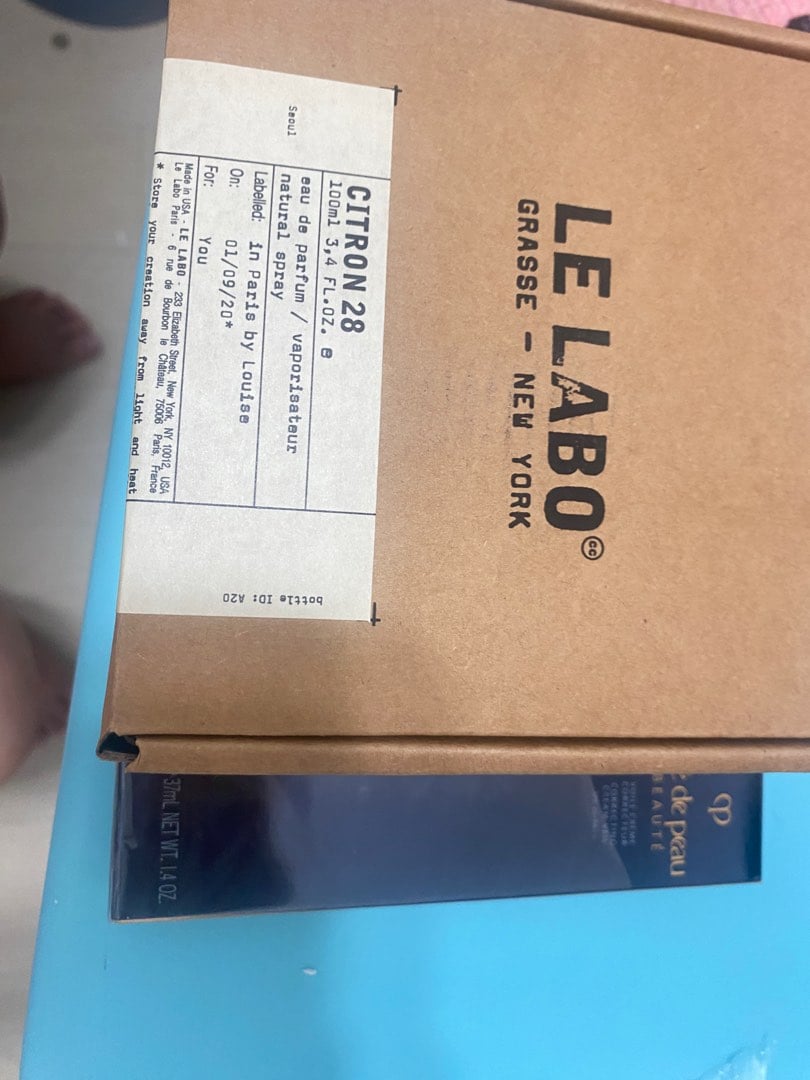 LE LABO
cc
GRASSE — NEW YORK
Seoul
CITRON 28
100ml 3,4 FL.OZ. e
eau de parfum / vaporisateur
natural spray
Labelled: in Paris by Louise
On: 01/09/20*
For: You
Made in USA - LE LABO - 233 Elizabeth Street, New York, NY 10012, USA
Le Labo Paris - 6 rue de Bourbon le Château, 75006 Paris, France
* Store your creation away from light and heat
bottle ID: A20
de peau
BEAUTÉ
CORRECTING
37mL NET WT. 1.4 OZ.